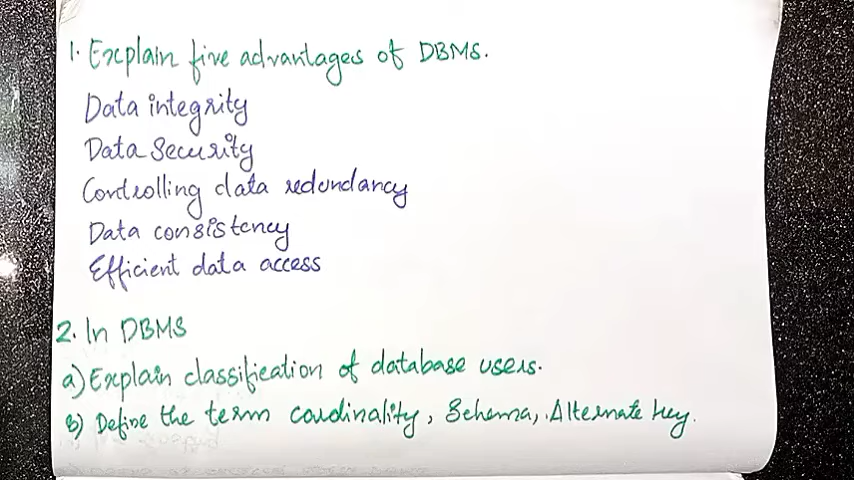 1. Explain five advantages of DBMS.
Data integrity
Data Security
Controlling data redundancy
Data consistency
Efficient data access
2. In DBMS
a) Explain classification of database users.
b) Define the term cardinality, Schema, Alternate key.